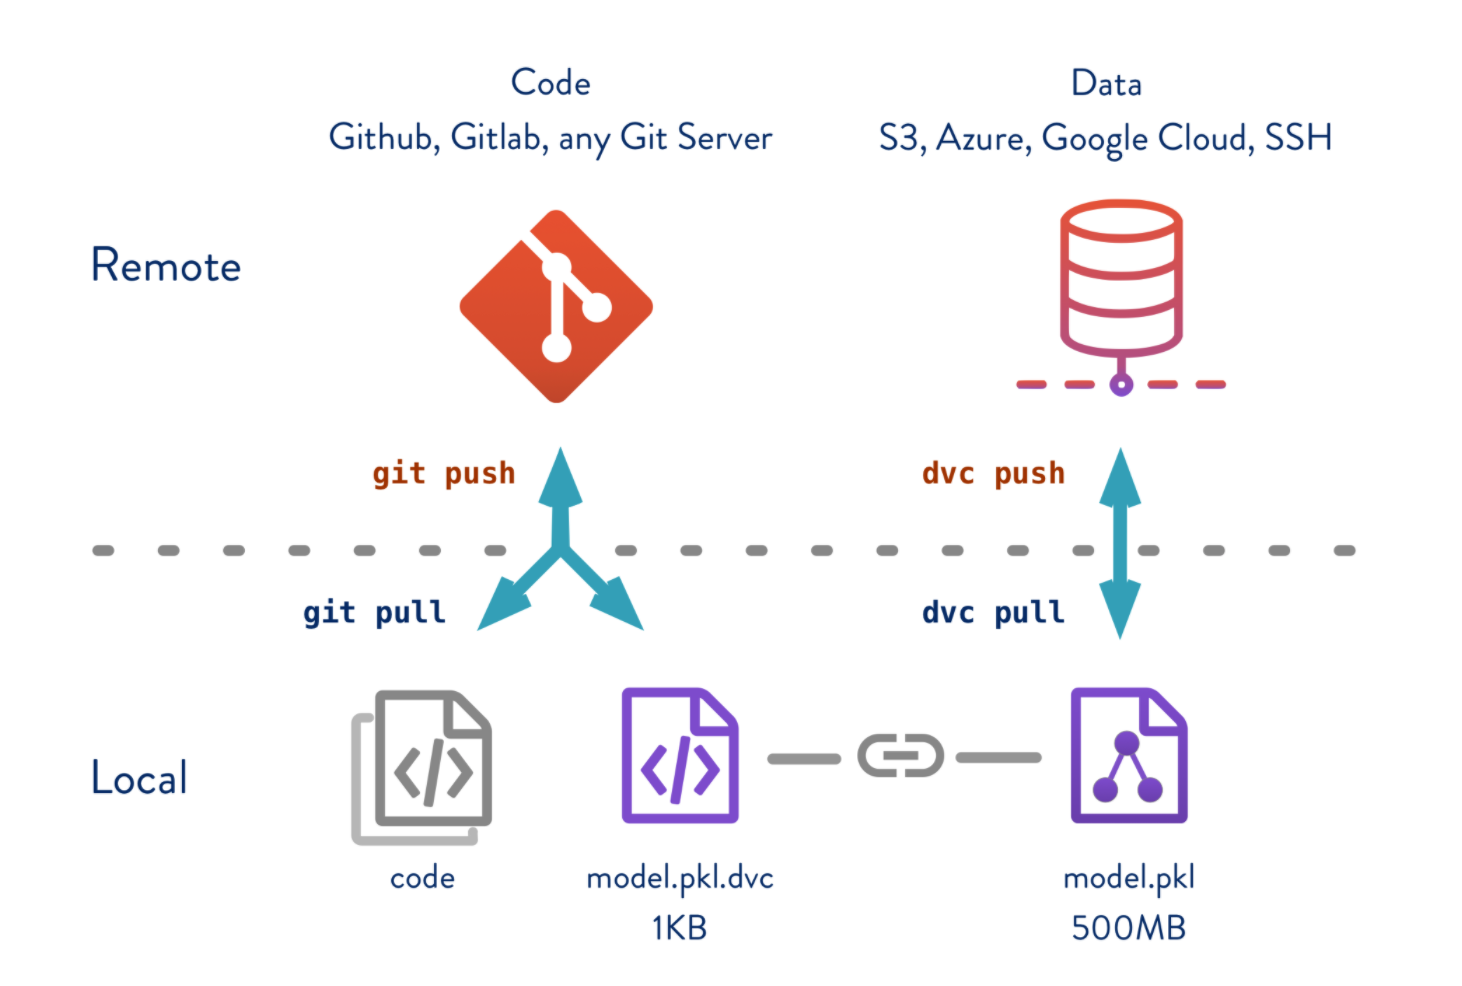 Code
Github, Gitlab, any Git Server
Data
S3, Azure, Google Cloud, SSH
Remote
git push
dvc push
git pull
dvc pull
Local
code
model.pkl.dvc
1KB
model.pkl
500MB